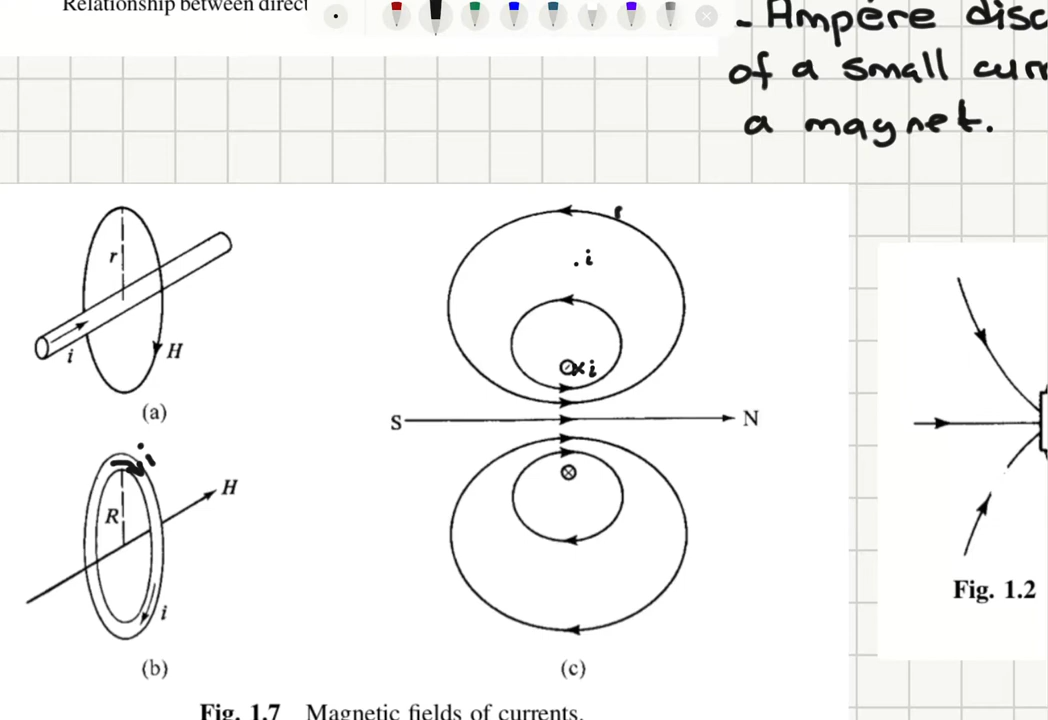 Relationship between direct
- Ampère disc
of a small curr
a magnet.
r
i
H
(a)
R
i
H
i
(b)
. i
i
S
N
(c)
Fig. 1.7 Magnetic fields of currents.
Fig. 1.2